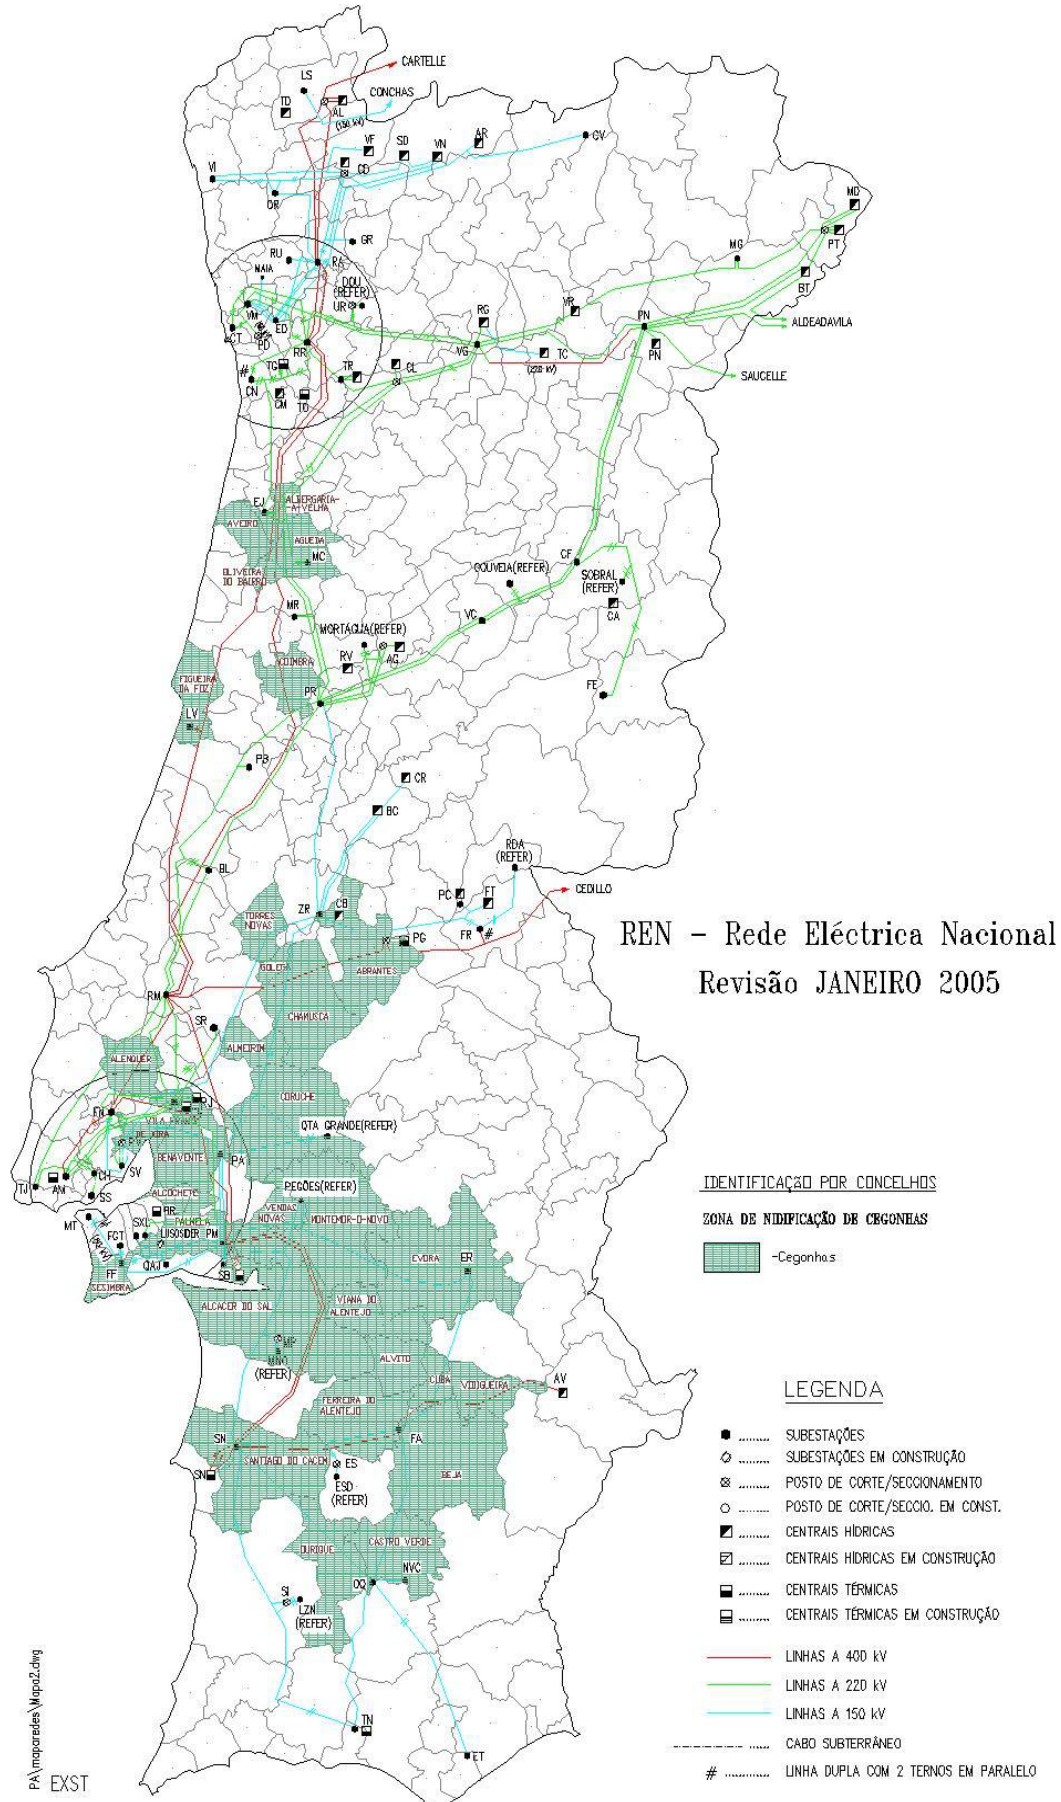 CARTELLE
LS
CONCHAS
TD
AL
(130 kV)
VF
SD
VN
AR
CV
VI
CD
OR
MD
GR
PT
MG
RU
RA
MAIA
BT
DOU
(REFER)
UR
RG
VR
VM
ED
PN
ALDEADAVILA
CT
PD
RR
VG
TC
(220 kV)
PN
TG
TR
CL
SAUCELLE
#
CN
CM
TO
EJ
ALBERGARIA-
A-VELHA
AVEIRO
AGUEDA
MC
CF
OLIVEIRA
DO BAIRRO
GOUVEIA(REFER)
SOBRAL
(REFER)
MR
CA
VC
MORTÁGUA(REFER)
COIMBRA
RV
AG
FIGUEIRA
DA FOZ
PR
FE
LV
PB
CR
BC
RDA
(REFER)
BL
CEDILLO
PC
FT
ZR
CB
TORRES
NOVAS
FR
#
PG
REN - Rede Eléctrica Nacional
GOLEGÃ
ABRANTES
Revisão JANEIRO 2005
RM
CHAMUSCA
SR
ALMEIRIM
ALENQUER
CORUCHE
RJ
FN
VILA FRANCA
DE XIRA
QTA GRANDE(REFER)
BENAVENTE
PA
SV
CH
TJ
AM
SS
ALCOCHETE
PEGÕES(REFER)
IDENTIFICAÇÃO POR CONCELHOS
BR
VENDAS
NOVAS
MONTEMOR-O-NOVO
ZONA DE NIDIFICAÇÃO DE CEGONHAS
MT
SXL
PALMELA
FGT
LUSOSIDER
PM
EVORA
ER
-Cegonhas
FF
QAJ
SB
SESIMBRA
ALCACER DO SAL
VIANA DO
ALENTEJO
MP
MNO
(REFER)
ALVITO
CUBA
VIDIGUEIRA
AV
LEGENDA
FERREIRA DO
ALENTEJO
SN
FA
SUBESTAÇÕES
SANTIAGO DO CACEM
ES
SUBESTAÇÕES EM CONSTRUÇÃO
SN
BEJA
ESD
(REFER)
POSTO DE CORTE/SECCIONAMENTO
POSTO DE CORTE/SECCIO. EM CONST.
CENTRAIS HÍDRICAS
OURIQUE
CASTRO VERDE
CENTRAIS HÍDRICAS EM CONSTRUÇÃO
NVC
OQ
CENTRAIS TÉRMICAS
SI
LZN
(REFER)
CENTRAIS TÉRMICAS EM CONSTRUÇÃO
LINHAS A 400 kV
LINHAS A 220 kV
LINHAS A 150 kV
TN
CABO SUBTERRÂNEO
ET
# LINHA DUPLA COM 2 TERNOS EM PARALELO
PA\maparedes\Mapa2.dwg
EXST